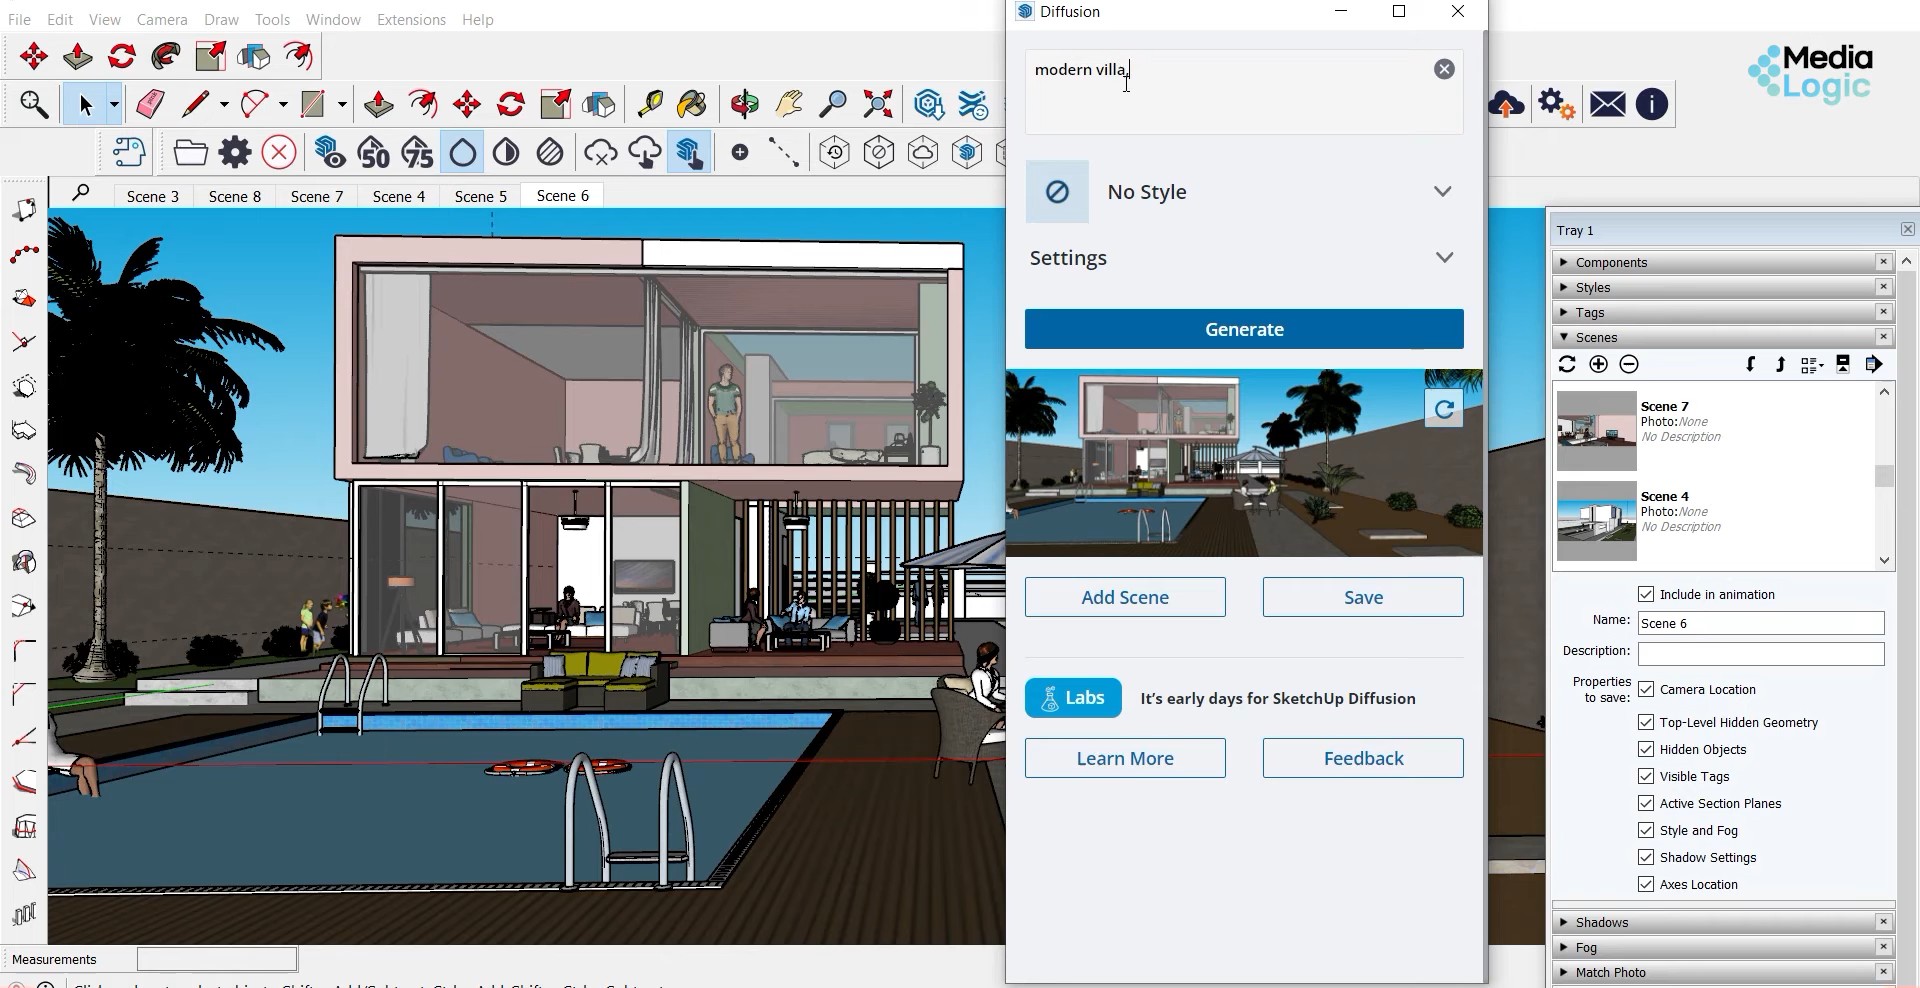 File Edit View Camera Draw Tools Window Extensions Help
Diffusion
modern villa,
Media
Logic
50
75
Scene 3 Scene 8 Scene 7 Scene 4 Scene 5 Scene 6
No Style
Settings
Generate
Add Scene Save
Labs It's early days for SketchUp Diffusion
Learn More Feedback
Tray 1
Components
Styles
Tags
Scenes
Scene 7
Photo:None
No Description
Scene 4
Photo:None
No Description
Include in animation
Name: Scene 6
Description:
Properties
to save:
Camera Location
Top-Level Hidden Geometry
Hidden Objects
Visible Tags
Active Section Planes
Style and Fog
Shadow Settings
Axes Location
Shadows
Fog
Match Photo
Measurements